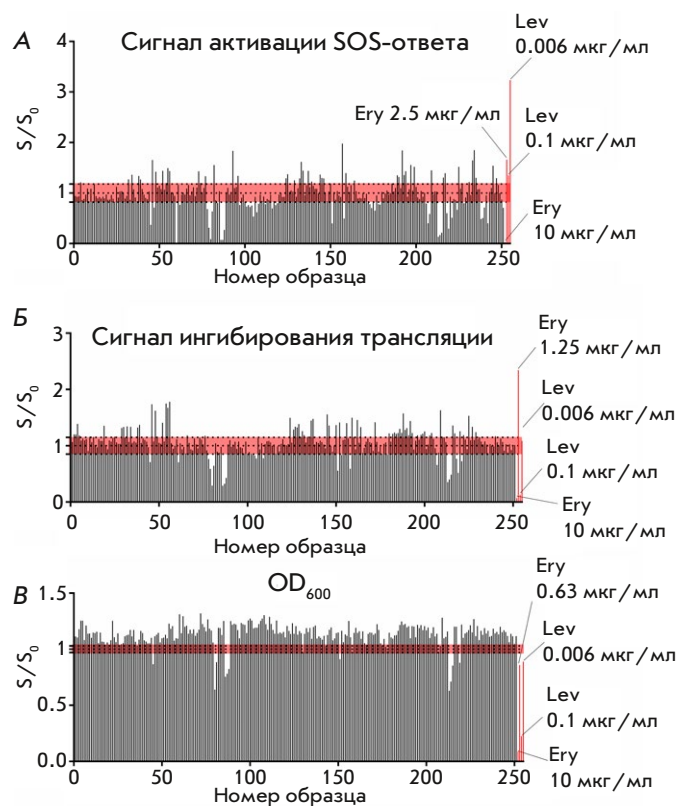 А
Сигнал активации SOS-ответа
Lev
0.006 мкг/мл
Ery 2.5 мкг/мл
Lev
0.1 мкг/мл
Ery
10 мкг/мл
S/S0
4
3
2
1
0
0 50 100 150 200 250
Номер образца
Б
Сигнал ингибирования трансляции
Ery
1.25 мкг/мл
Lev
0.006 мкг/мл
Lev
0.1 мкг/мл
Ery
10 мкг/мл
S/S0
3
2
1
0
0 50 100 150 200 250
Номер образца
В
OD600
Ery
0.63 мкг/мл
Lev
0.006 мкг/мл
Lev
0.1 мкг/мл
Ery
10 мкг/мл
S/S0
1.5
1
0.5
0.0
0 50 100 150 200 250
Номер образца